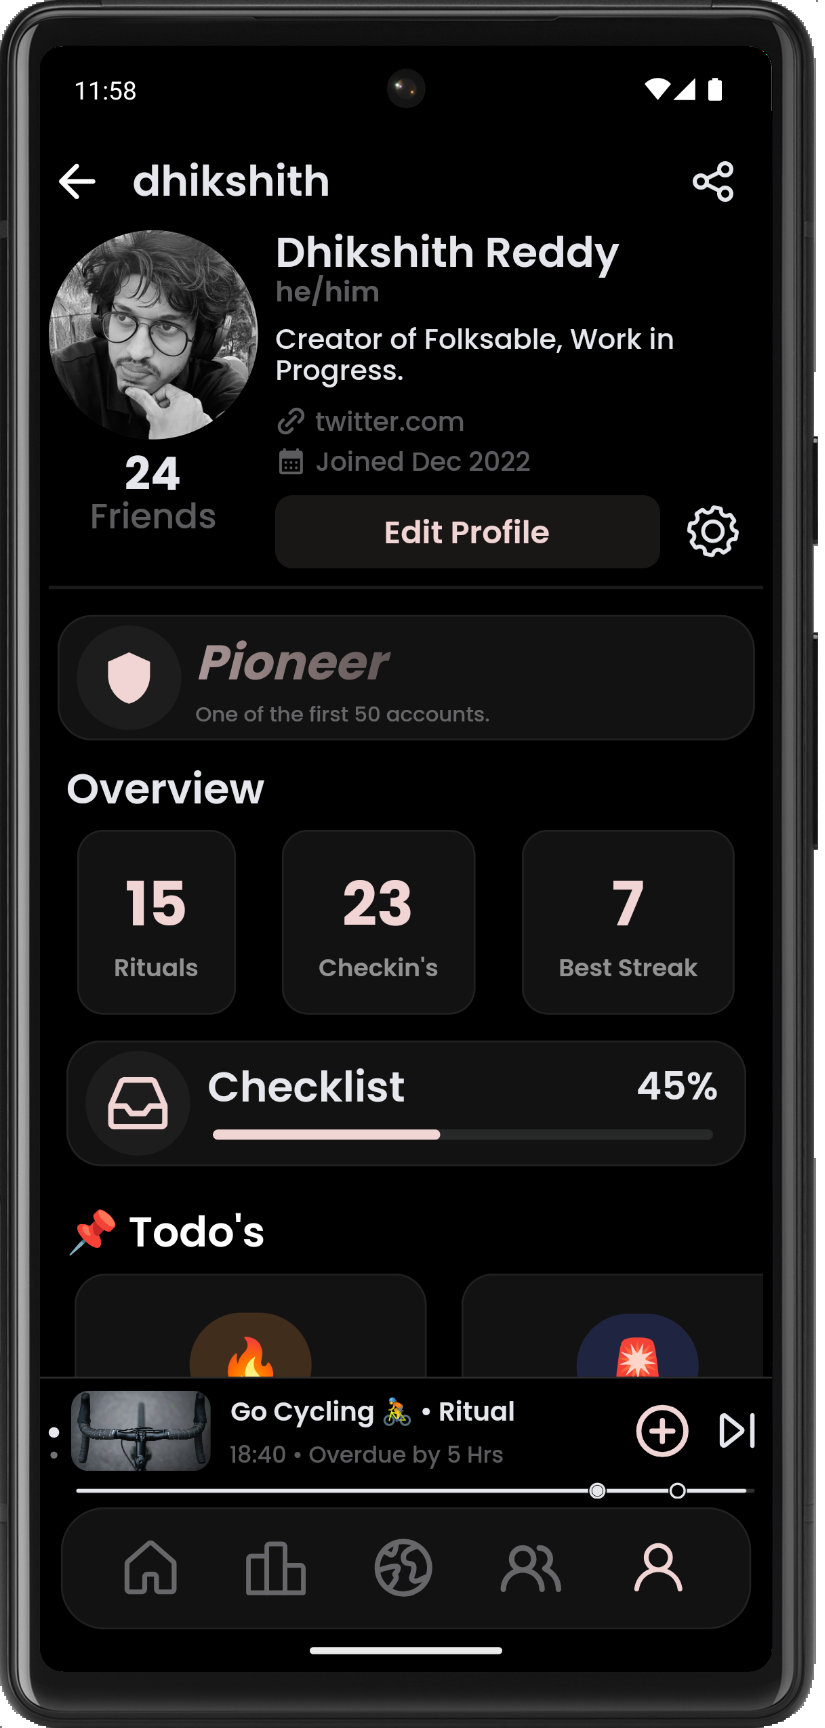 11:58
dhikshith
Dhikshith Reddy
he/him
Creator of Folksable, Work in
Progress.
twitter.com
Joined Dec 2022
24
Friends
Edit Profile
Pioneer
One of the first 50 accounts.
Overview
15
Rituals
23
Checkin's
7
Best Streak
Checklist
45%
📌 Todo's
Go Cycling 🚴 • Ritual
18:40 • Overdue by 5 Hrs